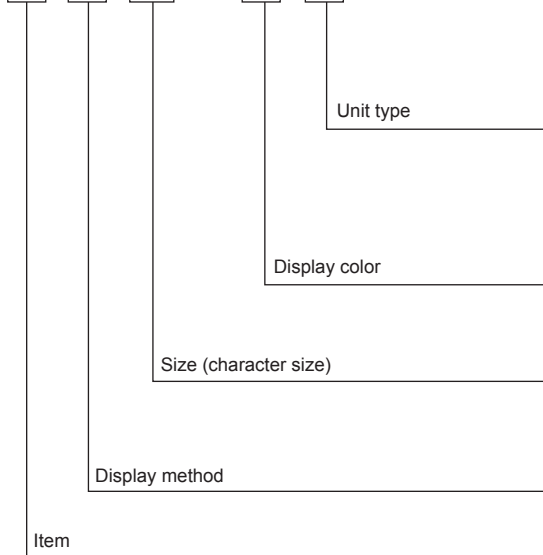 Unit type
Display color
Size (character size)
Display method
Item